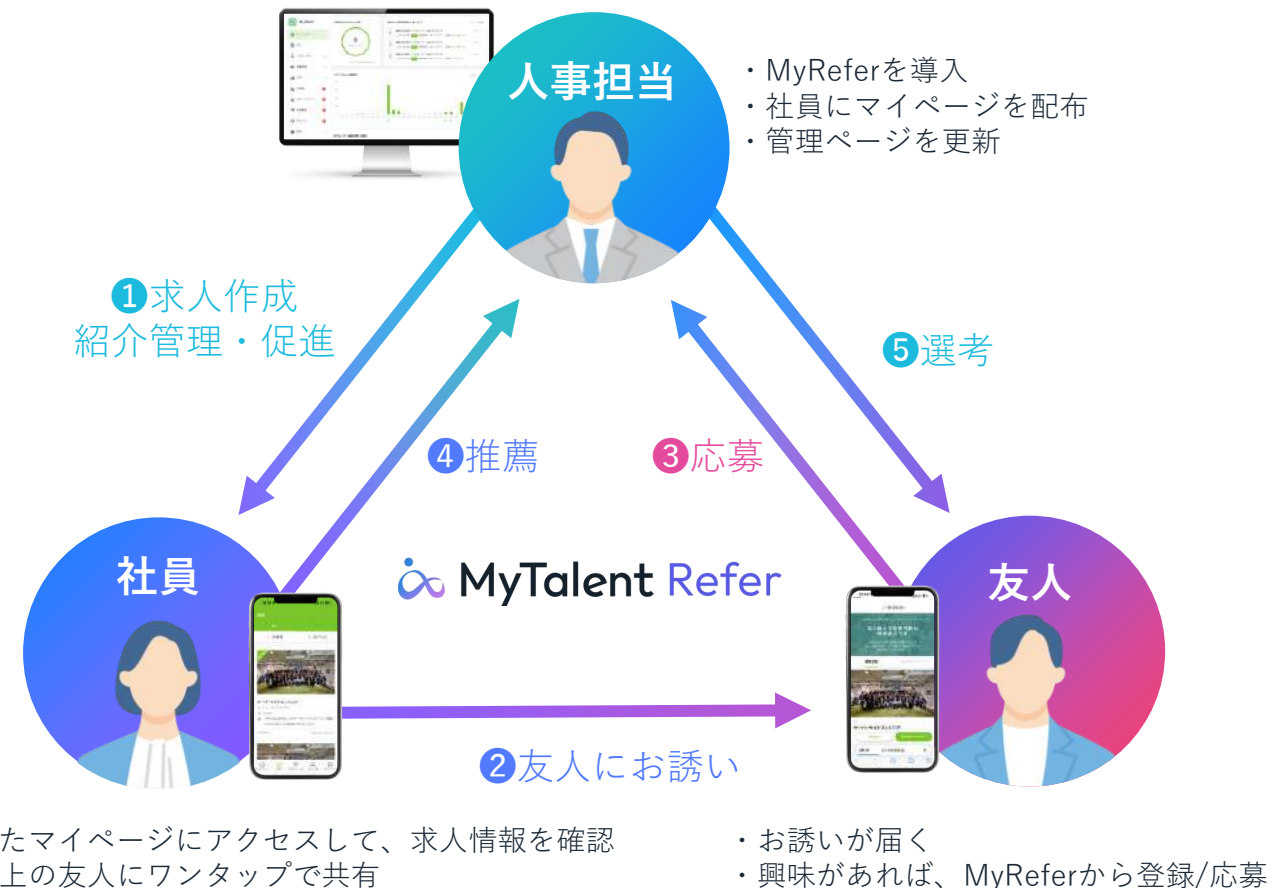 人事担当
・MyReferを導入
・社員にマイページを配布
・管理ページを更新
❶求人作成
紹介管理・促進
❺選考
❹推薦
❸応募
社員
MyTalent Refer
友人
❷友人にお誘い
たマイページにアクセスして、求人情報を確認
上の友人にワンタップで共有
・お誘いが届く
・興味があれば、MyReferから登録/応募